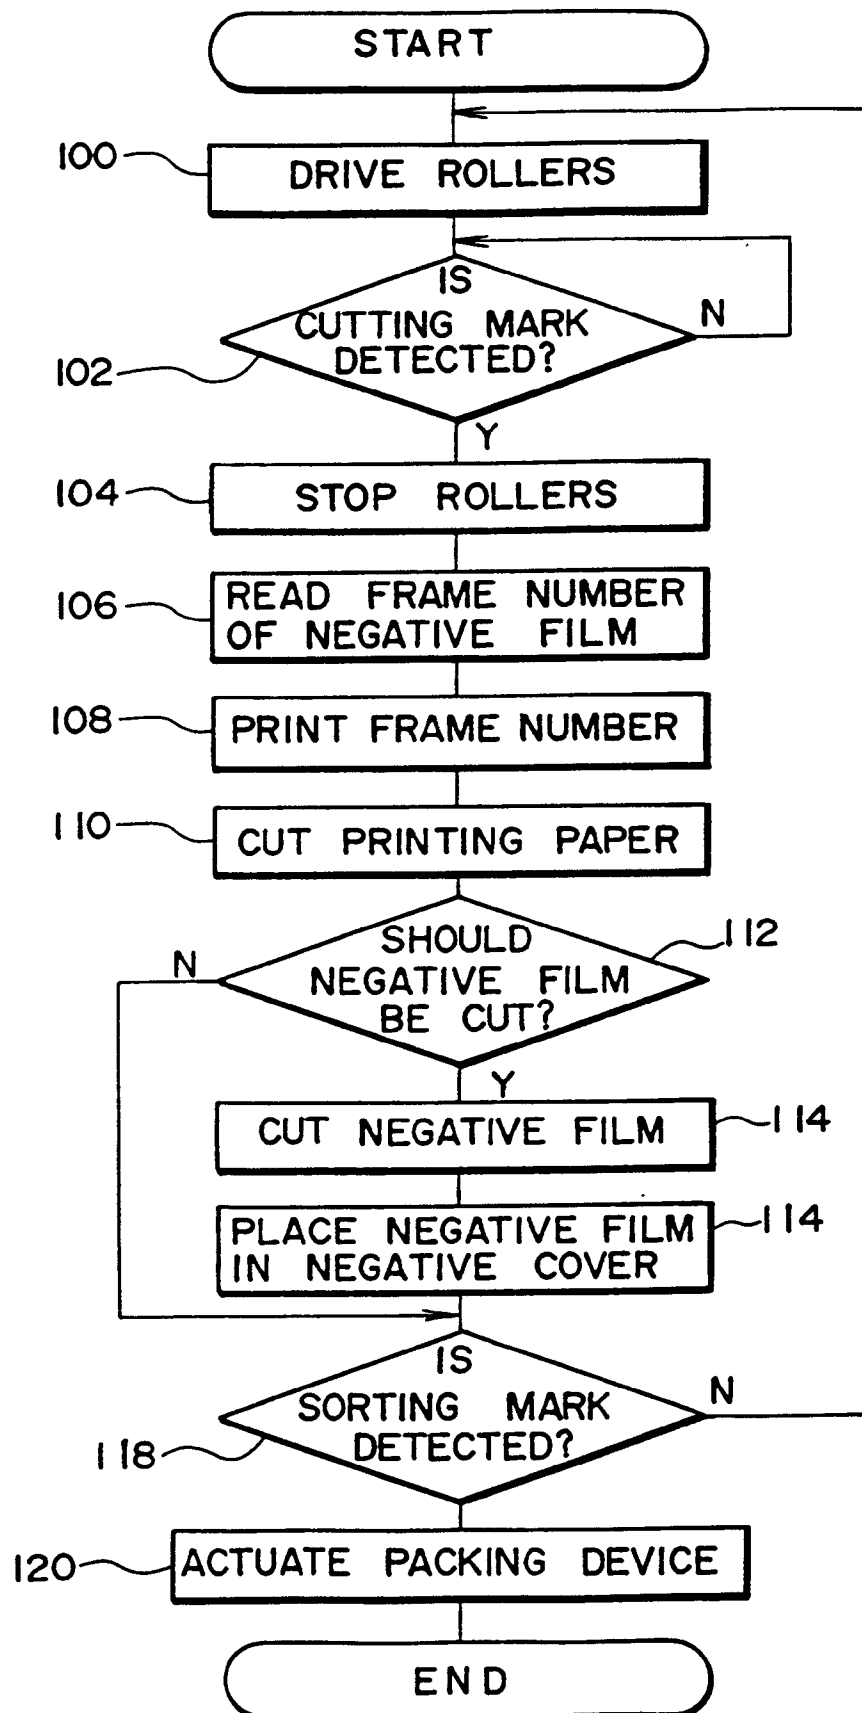 START
100
DRIVE ROLLERS
IS
CUTTING MARK
DETECTED?
N
102
Y
104
STOP ROLLERS
106
READ FRAME NUMBER
OF NEGATIVE FILM
108
PRINT FRAME NUMBER
110
CUT PRINTING PAPER
SHOULD
NEGATIVE FILM
BE CUT?
112
N
Y
CUT NEGATIVE FILM
114
PLACE NEGATIVE FILM
IN NEGATIVE COVER
114
IS
SORTING MARK
DETECTED?
N
118
120
ACTUATE PACKING DEVICE
END